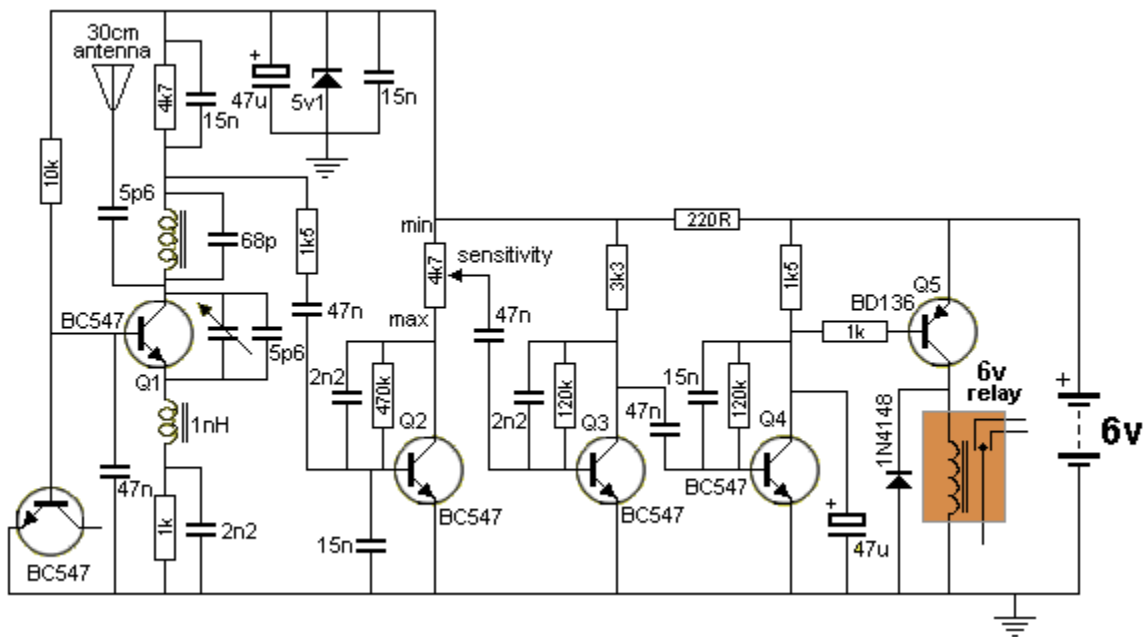 30cm
antenna
4k7
15n
+
47u
5v1
15n
10k
5p6
68p
1k5
min
220R
sensitivity
4k7
3k3
1k5
Q5
BD136
BC547
47n
max
47n
1k
5p6
Q1
6v
relay
+
6v
2n2
470k
Q2
2n2
120k
Q3
47n
15n
120k
Q4
1N4148
1nH
47n
BC547
BC547
BC547
1k
2n2
15n
+
47u
BC547